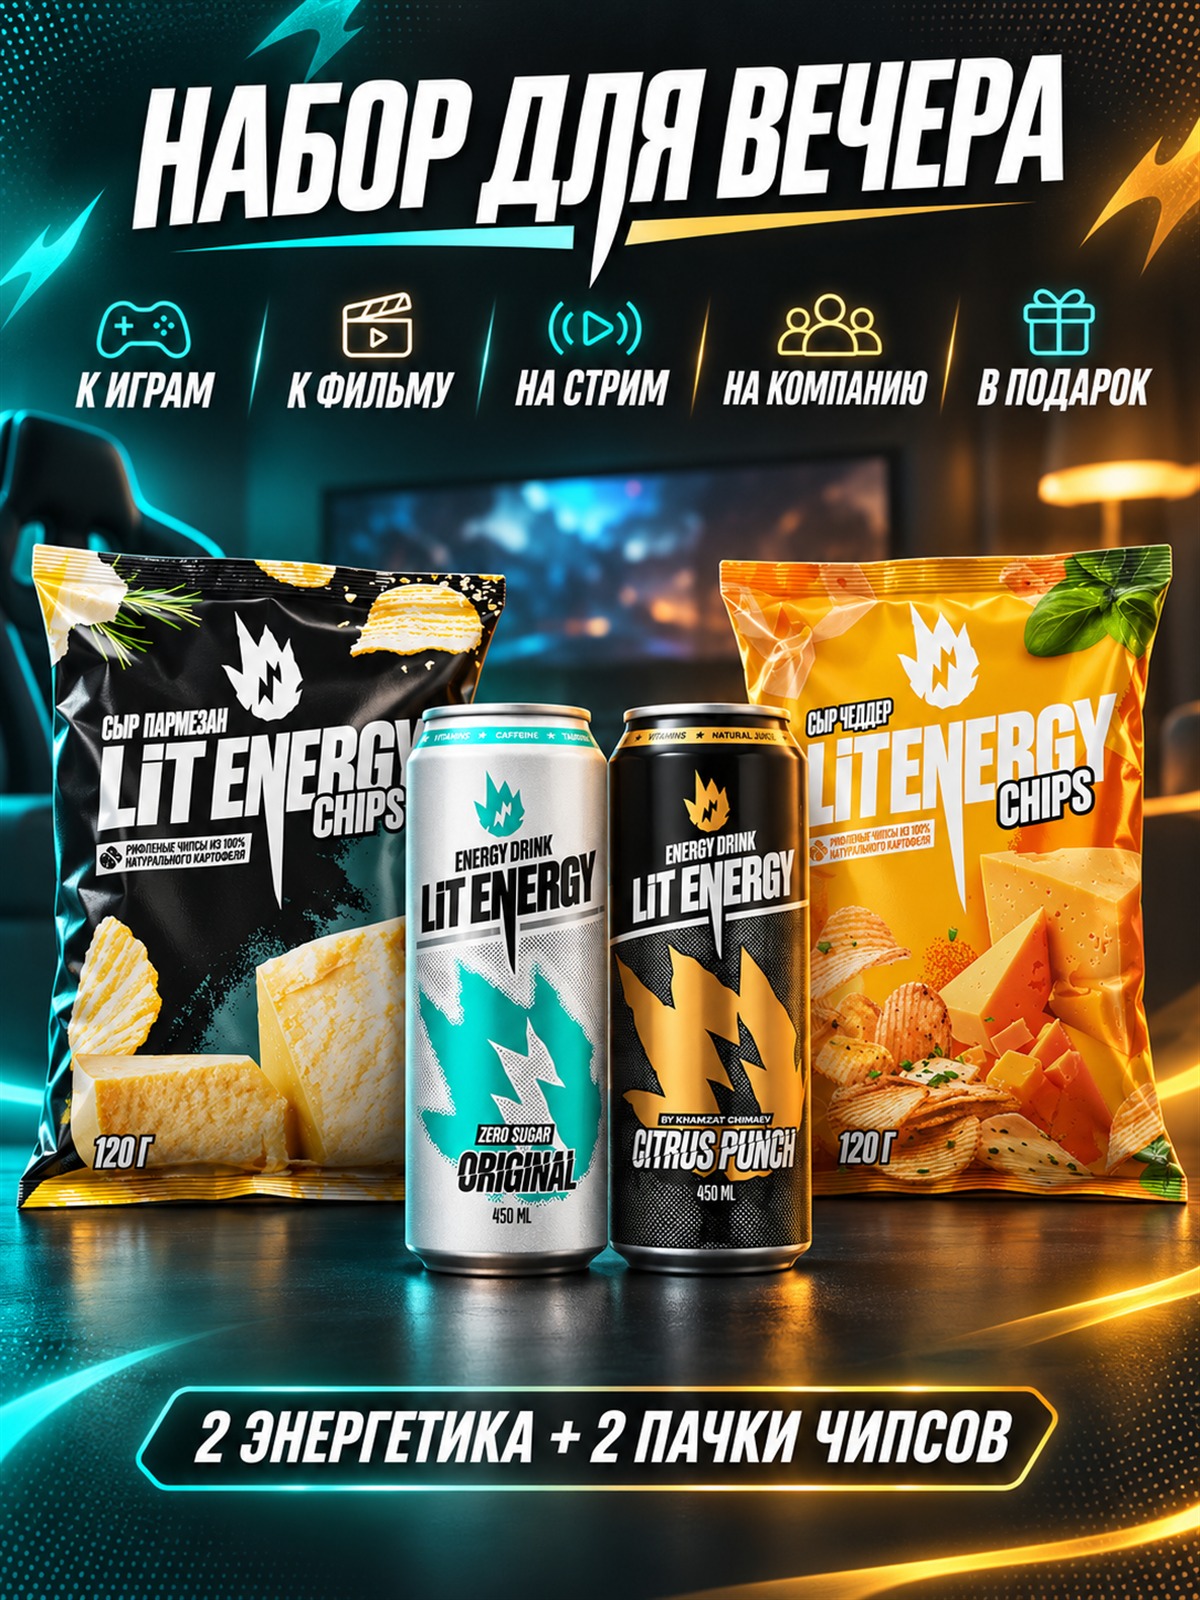 НАБОР ДЛЯ ВЕЧЕРА
К ИГРАМ
К ФИЛЬМУ
НА СТРИМ
НА КОМПАНИЮ
В ПОДАРОК
СЫР ПАРМЕЗАН
LIT ENERGY
CHIPS
РИФЛЕНЫЕ ЧИПСЫ ИЗ 100%
НАТУРАЛЬНОГО КАРТОФЕЛЯ
120 Г
VITAMINS ★ CAFFEINE ★
ENERGY DRINK
LIT ENERGY
ZERO SUGAR
ORIGINAL
450 ML
★ VITAMINS ★ NATURAL JUICE
ENERGY DRINK
LIT ENERGY
BY KHAMZAT CHIMAEV
CITRUS PUNCH
450 ML
СЫР ЧЕДДЕР
LIT ENERGY
CHIPS
РИФЛЕНЫЕ ЧИПСЫ ИЗ 100%
НАТУРАЛЬНОГО КАРТОФЕЛЯ
120 Г
2 ЭНЕРГЕТИКА + 2 ПАЧКИ ЧИПСОВ